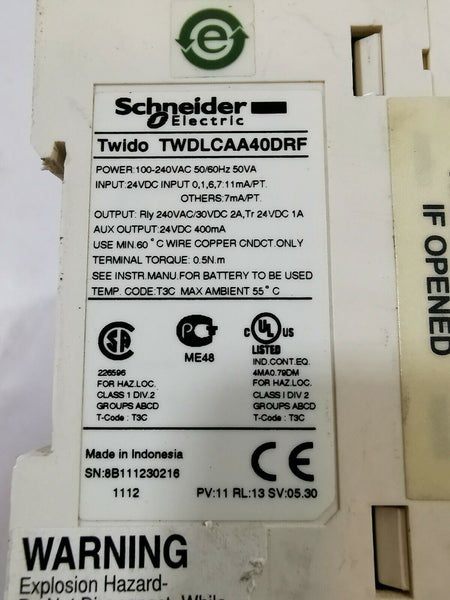 e
Schneider
Electric
Twido TWDLCAA40DRF
POWER:100-240VAC 50/60Hz 50VA
INPUT:24VDC INPUT 0,1,6,7:11mA/PT.
OTHERS:7mA/PT.
OUTPUT: Rly 240VAC/30VDC 2A,Tr 24VDC 1A
AUX OUTPUT:24VDC 400mA
USE MIN.60°C WIRE COPPER CNDCT.ONLY
TERMINAL TORQUE: 0.5N.m
SEE INSTR.MANU.FOR BATTERY TO BE USED
TEMP. CODE:T3C MAX AMBIENT 55°C
SA
226596
FOR HAZ.LOC.
CLASS 1 DIV.2
GROUPS ABCD
T-Code : T3C
ME48
C UL US
LISTED
IND.CONT.EQ.
4MA0.79DM
FOR HAZ.LOC.
CLASS I DIV.2
GROUPS ABCD
T-Code : T3C
Made in Indonesia
SN:8B111230216
1112
CE
PV:11 RL:13 SV:05.30
IF OPENED
WARNING
Explosion Hazard-